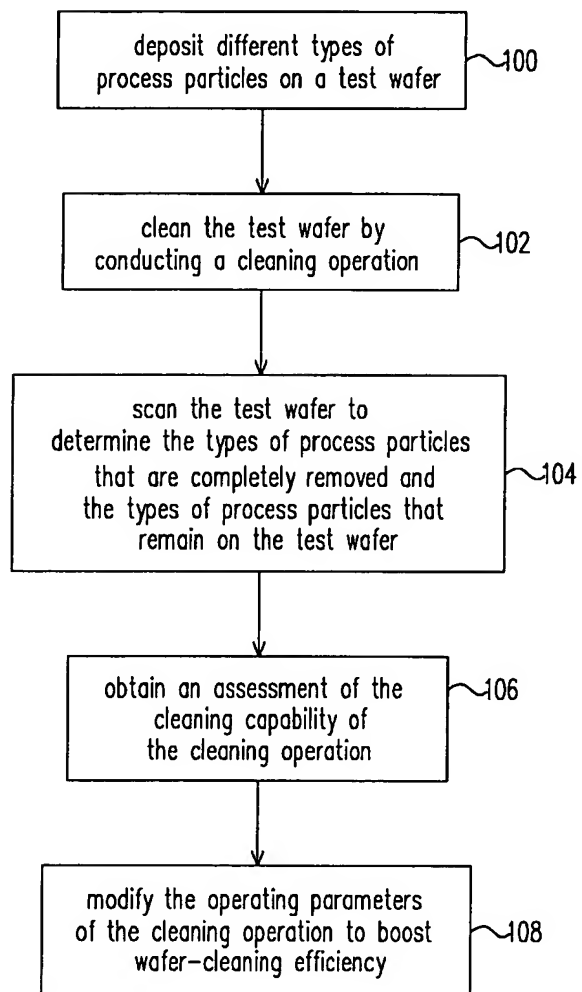 deposit different types of
process particles on a test wafer
100
clean the test wafer by
conducting a cleaning operation
102
scan the test wafer to
determine the types of process particles
that are completely removed and
the types of process particles that
remain on the test wafer
104
obtain an assessment of the
cleaning capability of
the cleaning operation
106
modify the operating parameters
of the cleaning operation to boost
wafer-cleaning efficiency
108